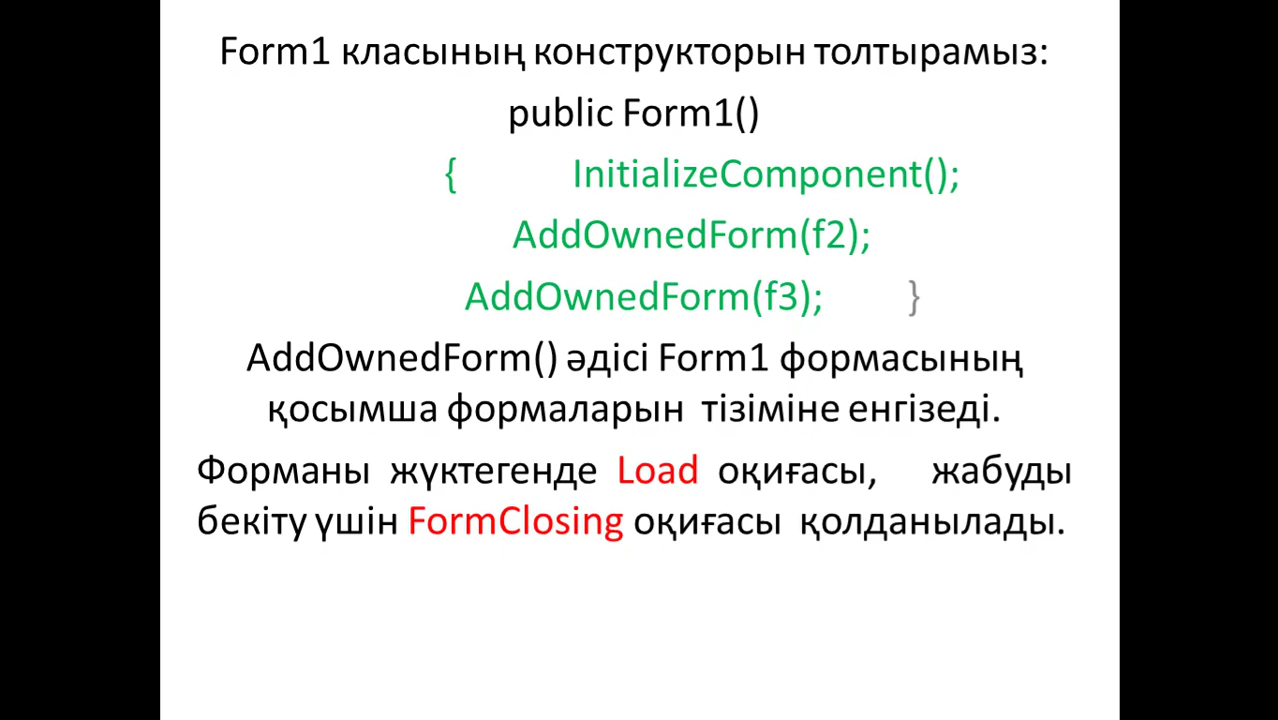 Form1 класының конструкторын толтырамыз:
public Form1()
{ InitializeComponent();
AddOwnedForm(f2);
AddOwnedForm(f3); }
AddOwnedForm() әдісі Form1 формасының
қосымша формаларын тізіміне енгізеді.
Форманы жүктегенде Load оқиғасы, жабуды
бекіту үшін FormClosing оқиғасы қолданылады.